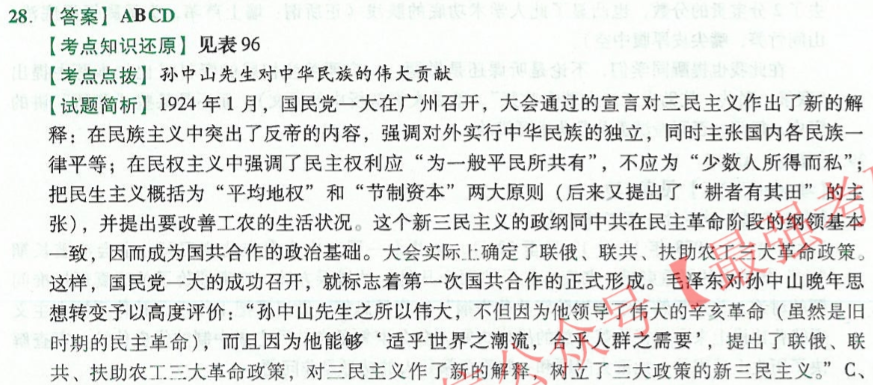 28.【答案】ABCD
【考点知识还原】见表96
【考点点拨】孙中山先生对中华民族的伟大贡献
【试题简析】1924年1月，国民党一大在广州召开，大会通过的宣言对三民主义作出了新的解
释：在民族主义中突出了反帝的内容，强调对外实行中华民族的独立，同时主张国内各民族一
律平等；在民权主义中强调了民主权利应“为一般平民所共有”，不应为“少数人所得而私”；
把民生主义概括为“平均地权”和“节制资本”两大原则（后来又提出了“耕者有其田”的主
张），并提出要改善工农的生活状况。这个新三民主义的政纲同中共在民主革命阶段的纲领基本
一致，因而成为国共合作的政治基础。大会实际上确定了联俄、联共、扶助农工三大革命政策。
这样，国民党一大的成功召开，就标志着第一次国共合作的正式形成。毛泽东对孙中山晚年思
想转变予以高度评价：“孙中山先生之所以伟大，不但因为他领导了伟大的辛亥革命（虽然是旧
时期的民主革命），而且因为他能够‘适乎世界之潮流，合乎人群之需要’，提出了联俄、联
共、扶助农工三大革命政策，对三民主义作了新的解释，树立了三大政策的新三民主义。”C、
公众号【最强考